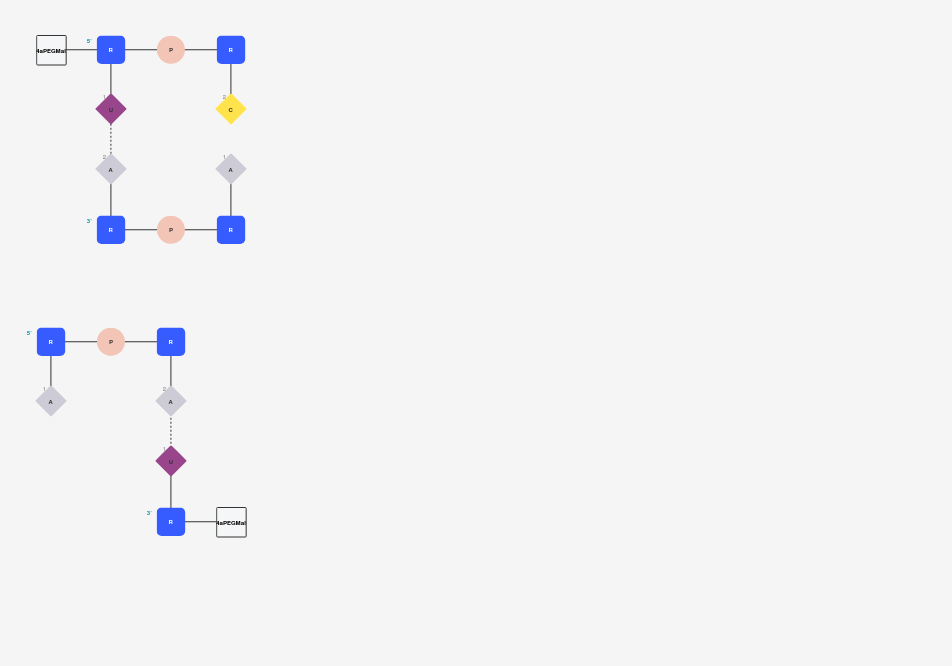 5'
4aPEGMal R P R
1 2
U C
2 1
A A
3'
R P R
5'
R P R
1 2
A A
1
U
3'
R 4aPEGMal